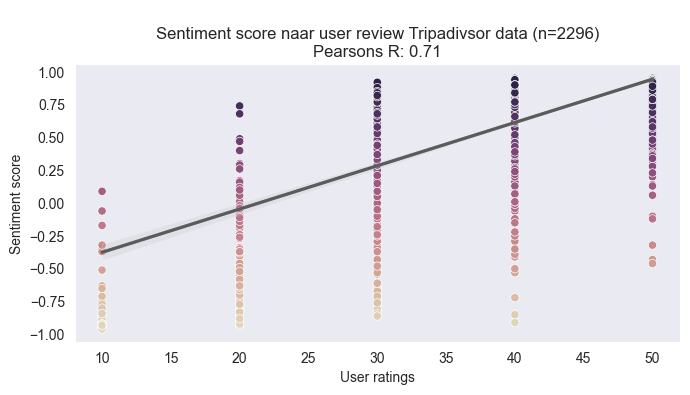 Sentiment score naar user review Tripadivsor data (n=2296)
Pearsons R: 0.71
Sentiment score
1.00
0.75
0.50
0.25
0.00
−0.25
−0.50
−0.75
−1.00
10 15 20 25 30 35 40 45 50
User ratings